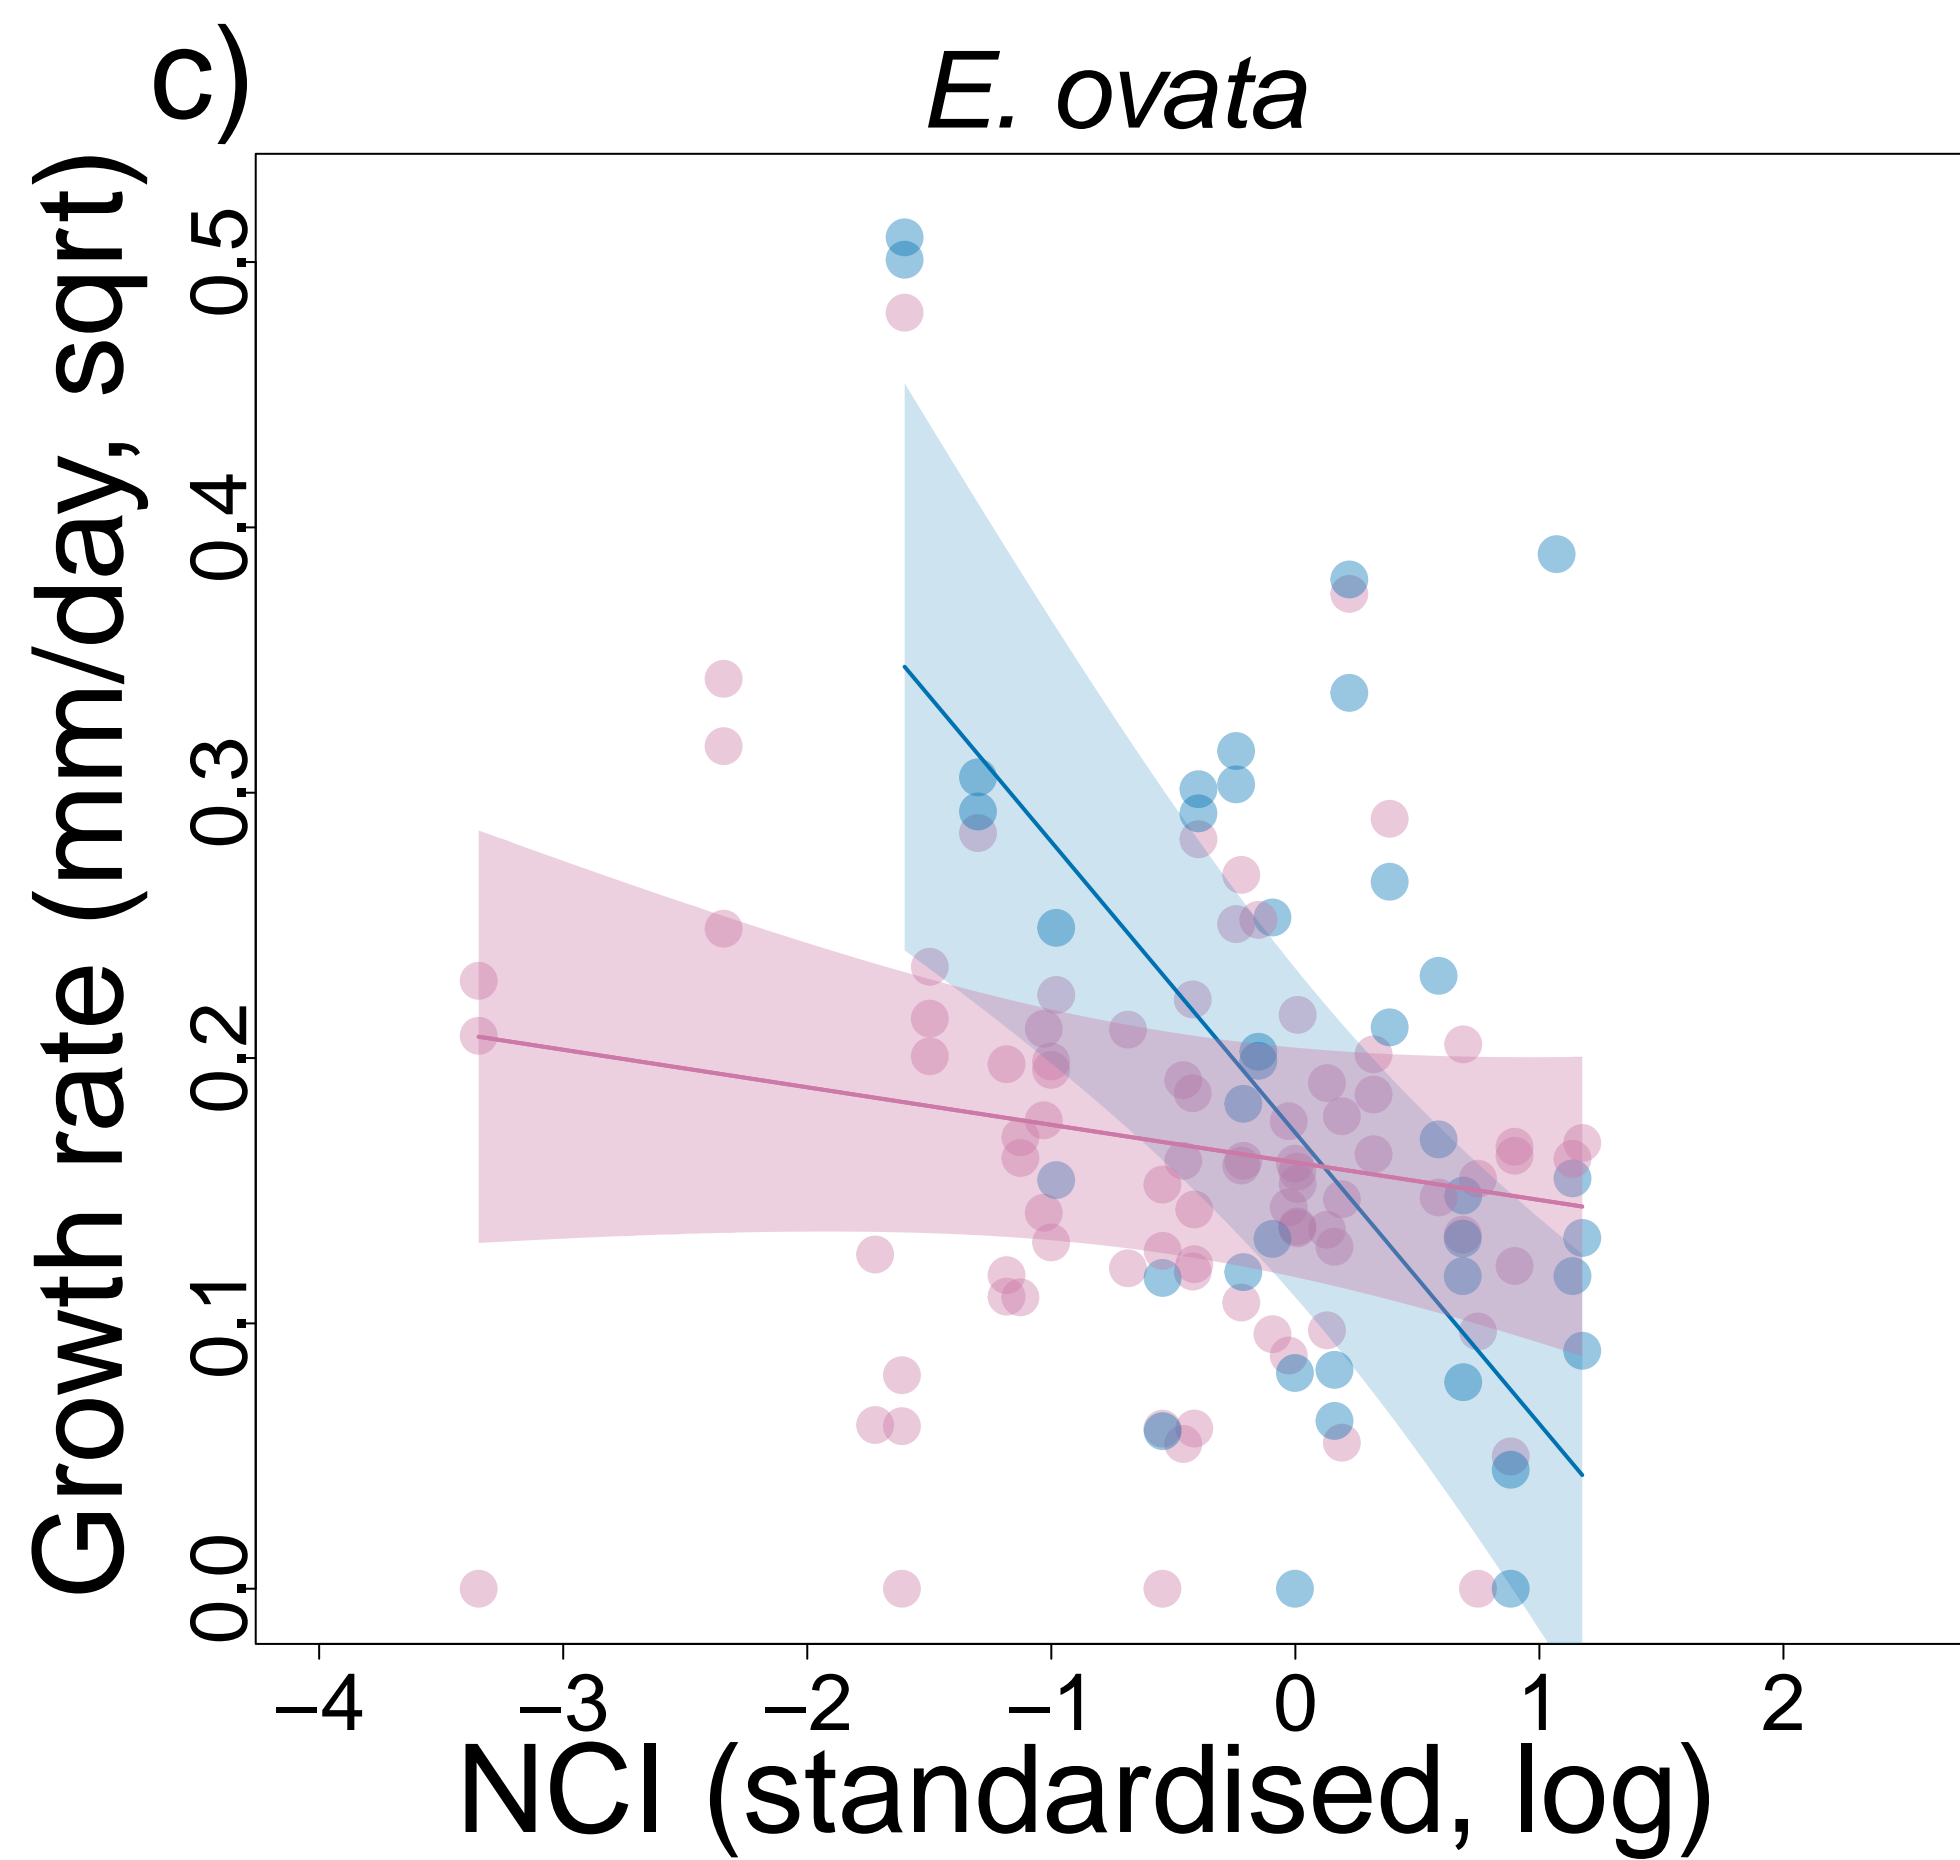 c)
E. ovata
Growth rate (mm/day, sqrt)
0.5
0.4
0.3
0.2
0.1
0.0
−4 −3 −2 −1 0 1 2
NCI (standardised, log)